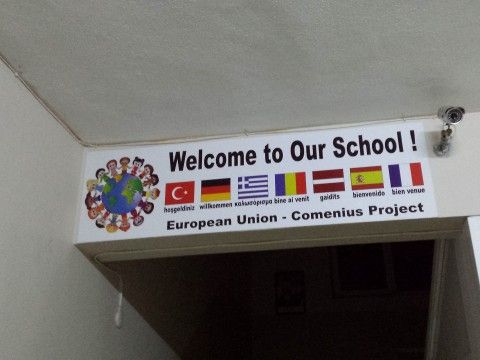 Welcome to Our School !
hoşgeldiniz willkommen καλωσόρισμα bine ai venit gaidits bienvenido bien venue
European Union - Comenius Project